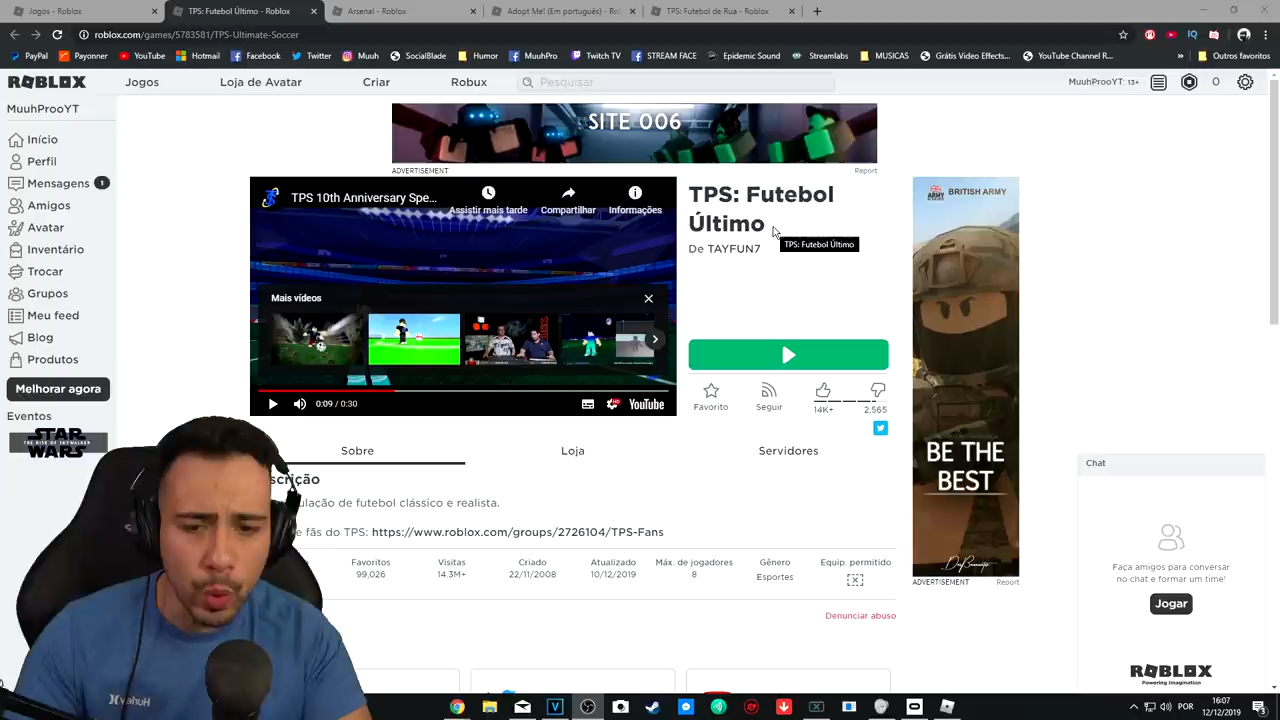 Jogos - Roblox
Arsenal - Roblox
Adopt Me! (Em português) - Rol
TPS: Futebol Último - Roblox
roblox.com/games/5783581/TPS-Ultimate-Soccer
PayPal Payonner Muuh Hotmail Facebook Twitter Muuh SocialBlade Humor MuuhPro Twitch TV STREAM FACE Epidemic Sound MUSICAS Grátis Video Effects... YouTube Channel R... » Outros favoritos
ROBLOX Jogos Loja de Avatar Criar Robux Pesquisar MuuhProoYT: 13+ 0
MuuhProoYT
Início
Perfil
Mensagens 1
Amigos
Avatar
Inventário
Trocar
Grupos
Meu feed
Blog
Produtos
Melhorar agora
Eventos
STAR WARS
THE RISE OF SKYWALKER
SITE 006
ADVERTISEMENT Report
TPS 10th Anniversary Spe...
Assistir mais tarde Compartilhar Informações
Mais vídeos
0:09 / 0:30 HD YouTube
TPS: Futebol
Último
TPS: Futebol Último
De TAYFUN7
Favorito Seguir 14K+ 2,565
Sobre Loja Servidores
scrição
ulação de futebol clássico e realista.
e fãs do TPS: https://www.roblox.com/groups/2726104/TPS-Fans
Favoritos Visitas Criado Atualizado Máx. de jogadores Gênero Equip. permitido
99,026 14.3M+ 22/11/2008 10/12/2019 8 Esportes
Denunciar abuso
ARMY BRITISH ARMY
BE THE
BEST
ADVERTISEMENT Report
Chat
Faça amigos para conversar
no chat e formar um time!
Jogar
ROBLOX
Powering Imagination
POR 16:07
12/12/2019 3